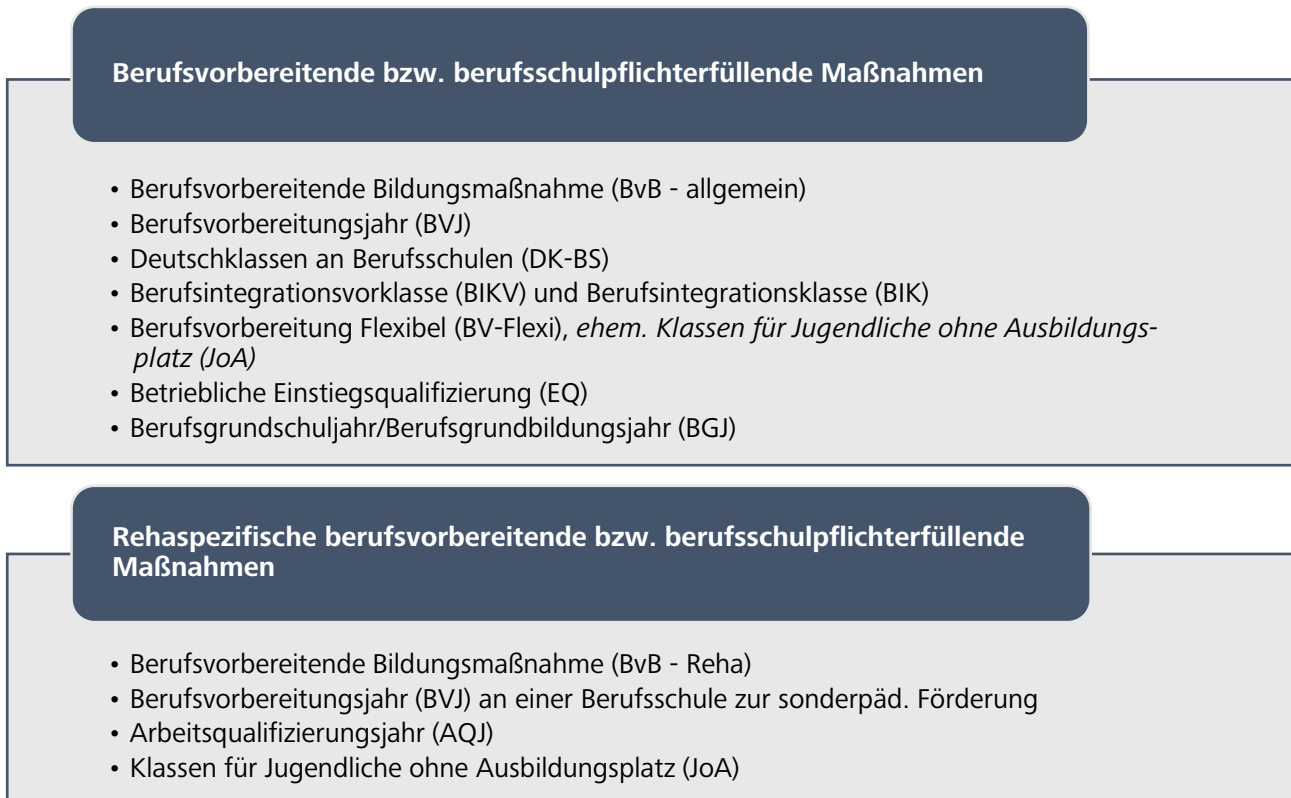 Berufsvorbereitende bzw. berufsschulpflichterfüllende Maßnahmen
• Berufsvorbereitende Bildungsmaßnahme (BvB - allgemein)
• Berufsvorbereitungsjahr (BVJ)
• Deutschklassen an Berufsschulen (DK-BS)
• Berufsintegrationsvorklasse (BIKV) und Berufsintegrationsklasse (BIK)
• Berufsvorbereitung Flexibel (BV-Flexi), ehem. Klassen für Jugendliche ohne Ausbildungs-
platz (JoA)
• Betriebliche Einstiegsqualifizierung (EQ)
• Berufsgrundschuljahr/Berufsgrundbildungsjahr (BGJ)
Rehaspezifische berufsvorbereitende bzw. berufsschulpflichterfüllende
Maßnahmen
• Berufsvorbereitende Bildungsmaßnahme (BvB - Reha)
• Berufsvorbereitungsjahr (BVJ) an einer Berufsschule zur sonderpäd. Förderung
• Arbeitsqualifizierungsjahr (AQJ)
• Klassen für Jugendliche ohne Ausbildungsplatz (JoA)